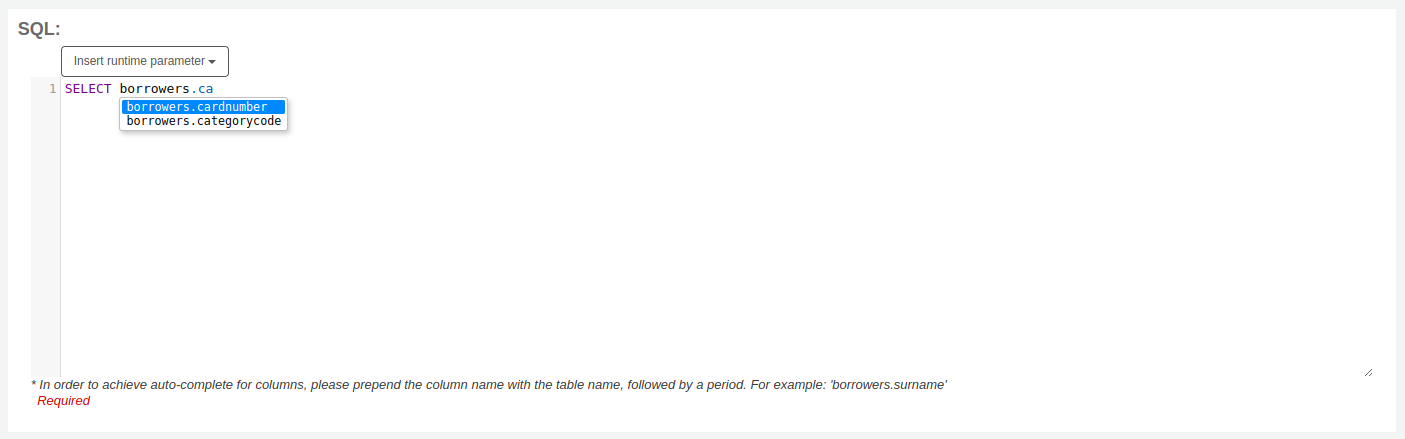 SQL:
Insert runtime parameter
1 SELECT borrowers.ca
borrowers.cardnumber
borrowers.categorycode
* In order to achieve auto-complete for columns, please prepend the column name with the table name, followed by a period. For example: 'borrowers.surname'
Required